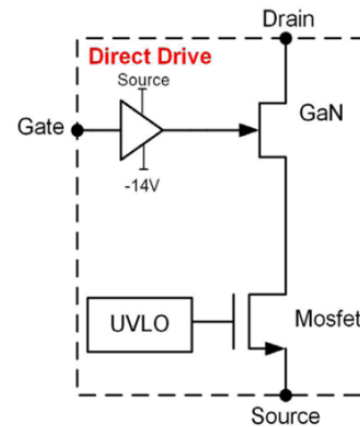 Drain
Direct Drive
Source
Gate
GaN
-14V
UVLO
Mosfet
Source